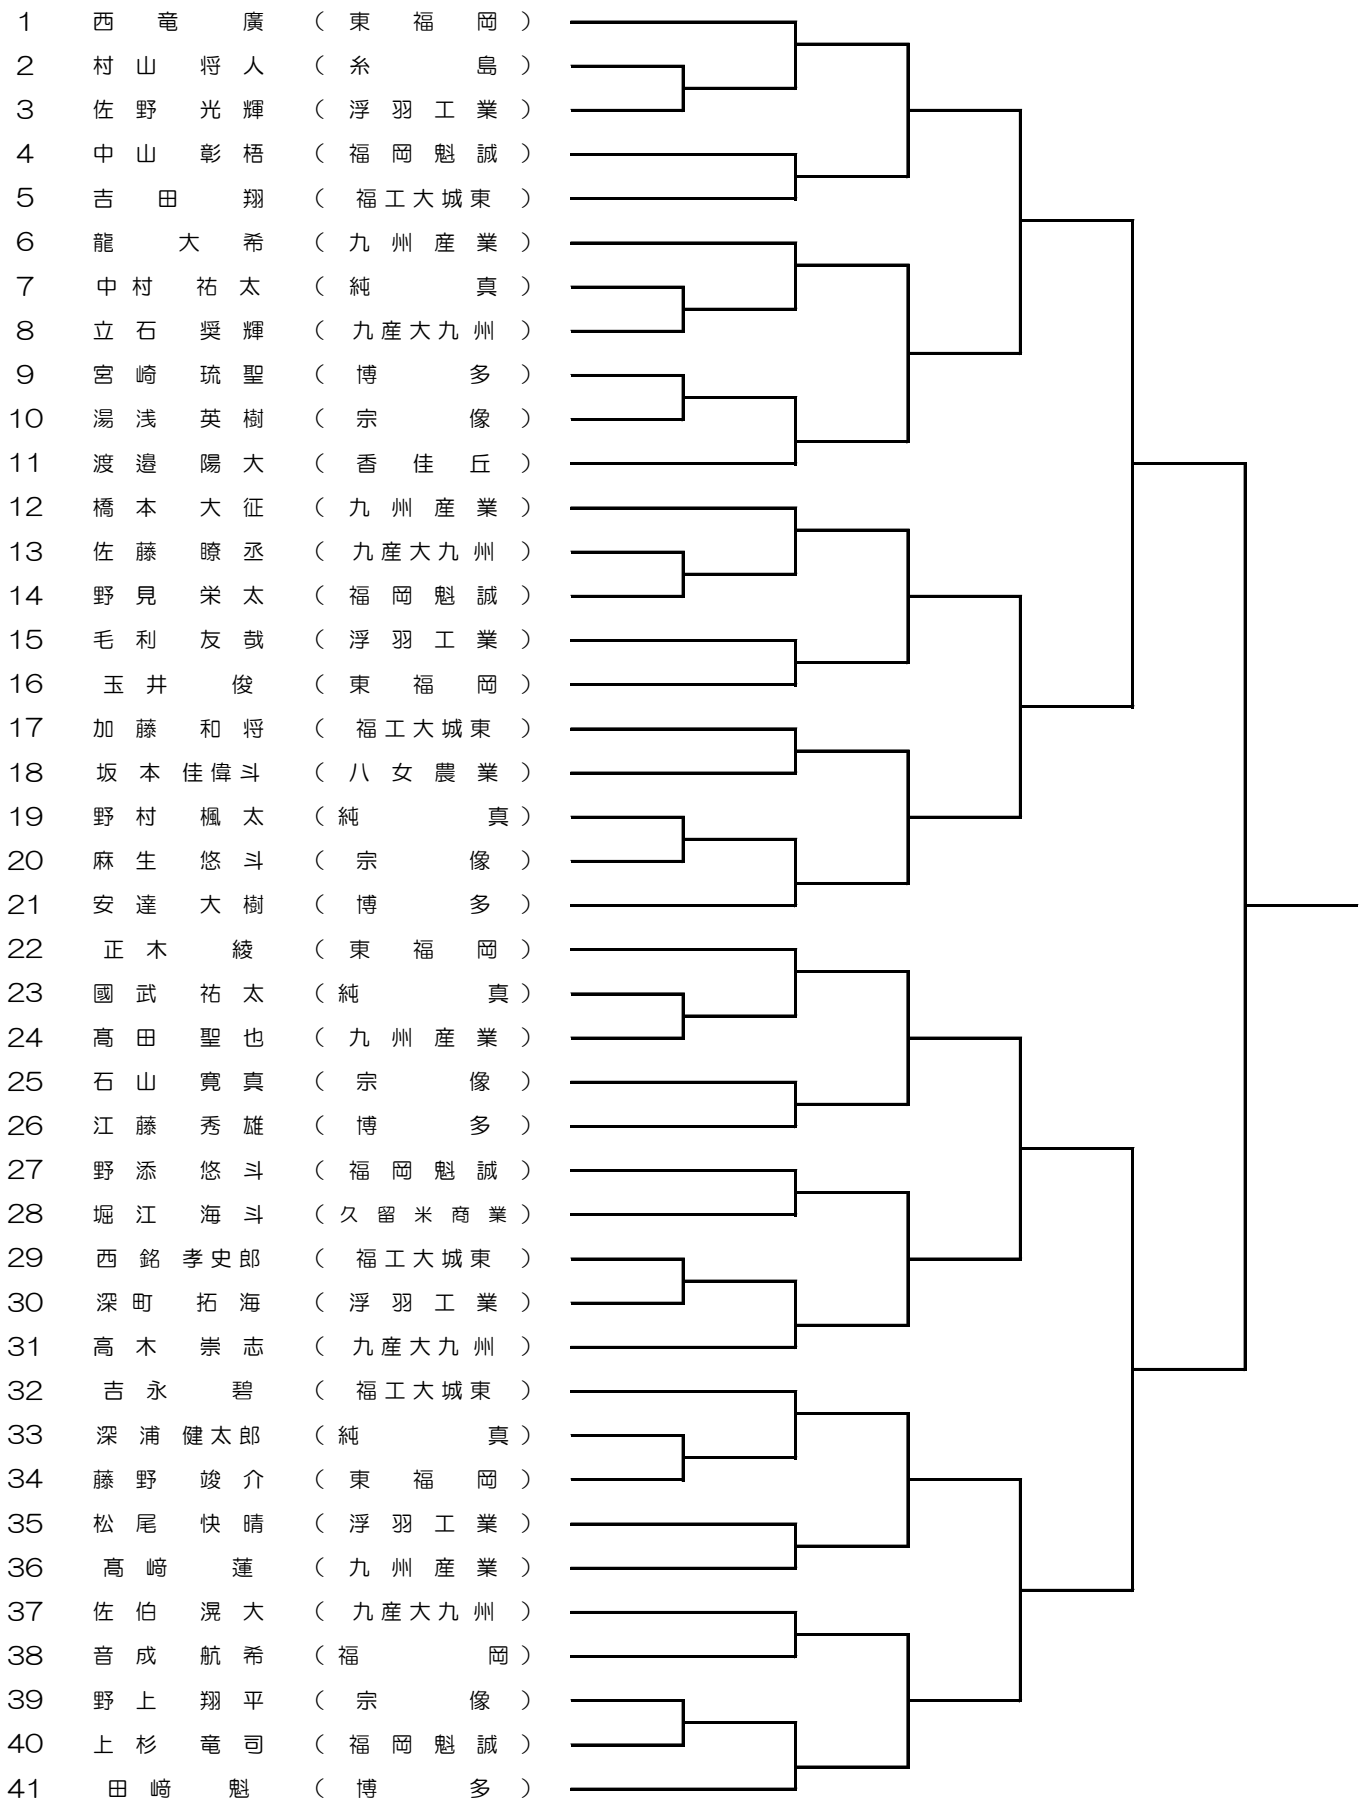 1 西 竜 廣 ( 東 福 岡 )
2 村 山 将 人 ( 糸 島 )
3 佐 野 光 輝 ( 浮 羽 工 業 )
4 中 山 彰 梧 ( 福 岡 魁 誠 )
5 吉 田 翔 ( 福工大城東 )
6 龍 大 希 ( 九 州 産 業 )
7 中 村 祐 太 ( 純 真 )
8 立 石 奨 輝 ( 九産大九州 )
9 宮 崎 琉 聖 ( 博 多 )
10 湯 浅 英 樹 ( 宗 像 )
11 渡 邉 陽 大 ( 香 佳 丘 )
12 橋 本 大 征 ( 九 州 産 業 )
13 佐 藤 瞭 丞 ( 九産大九州 )
14 野 見 栄 太 ( 福 岡 魁 誠 )
15 毛 利 友 哉 ( 浮 羽 工 業 )
16 玉 井 俊 ( 東 福 岡 )
17 加 藤 和 将 ( 福工大城東 )
18 坂 本 佳偉斗 ( 八 女 農 業 )
19 野 村 楓 太 ( 純 真 )
20 麻 生 悠 斗 ( 宗 像 )
21 安 達 大 樹 ( 博 多 )
22 正 木 綾 ( 東 福 岡 )
23 國 武 祐 太 ( 純 真 )
24 髙 田 聖 也 ( 九 州 産 業 )
25 石 山 寛 真 ( 宗 像 )
26 江 藤 秀 雄 ( 博 多 )
27 野 添 悠 斗 ( 福 岡 魁 誠 )
28 堀 江 海 斗 ( 久 留 米 商 業 )
29 西 銘 孝史郎 ( 福工大城東 )
30 深 町 拓 海 ( 浮 羽 工 業 )
31 高 木 崇 志 ( 九産大九州 )
32 吉 永 碧 ( 福工大城東 )
33 深 浦 健太郎 ( 純 真 )
34 藤 野 竣 介 ( 東 福 岡 )
35 松 尾 快 晴 ( 浮 羽 工 業 )
36 髙 﨑 蓮 ( 九 州 産 業 )
37 佐 伯 滉 大 ( 九産大九州 )
38 音 成 航 希 ( 福 岡 )
39 野 上 翔 平 ( 宗 像 )
40 上 杉 竜 司 ( 福 岡 魁 誠 )
41 田 﨑 魁 ( 博 多 )